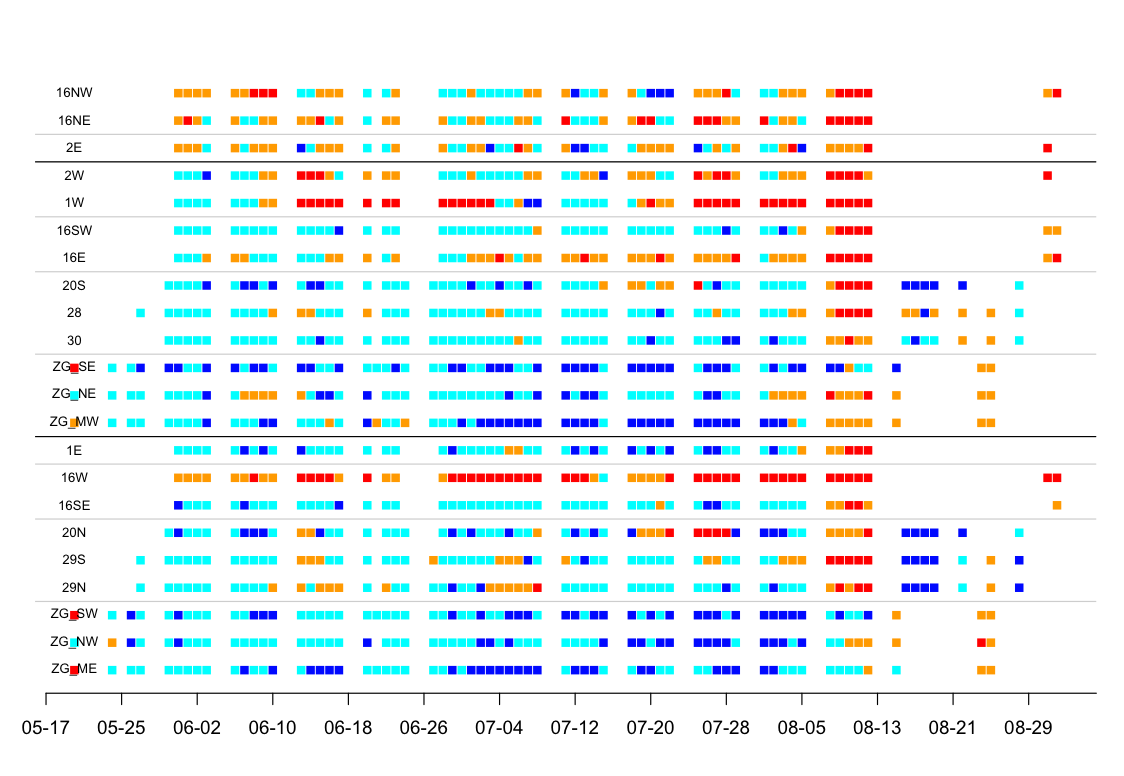 16NW
16NE
2E
2W
1W
16SW
16E
20S
28
30
ZG_SE
ZG_NE
ZG_MW
1E
16W
16SE
20N
29S
29N
ZG_SW
ZG_NW
ZG_ME
05-17 05-25 06-02 06-10 06-18 06-26 07-04 07-12 07-20 07-28 08-05 08-13 08-21 08-29